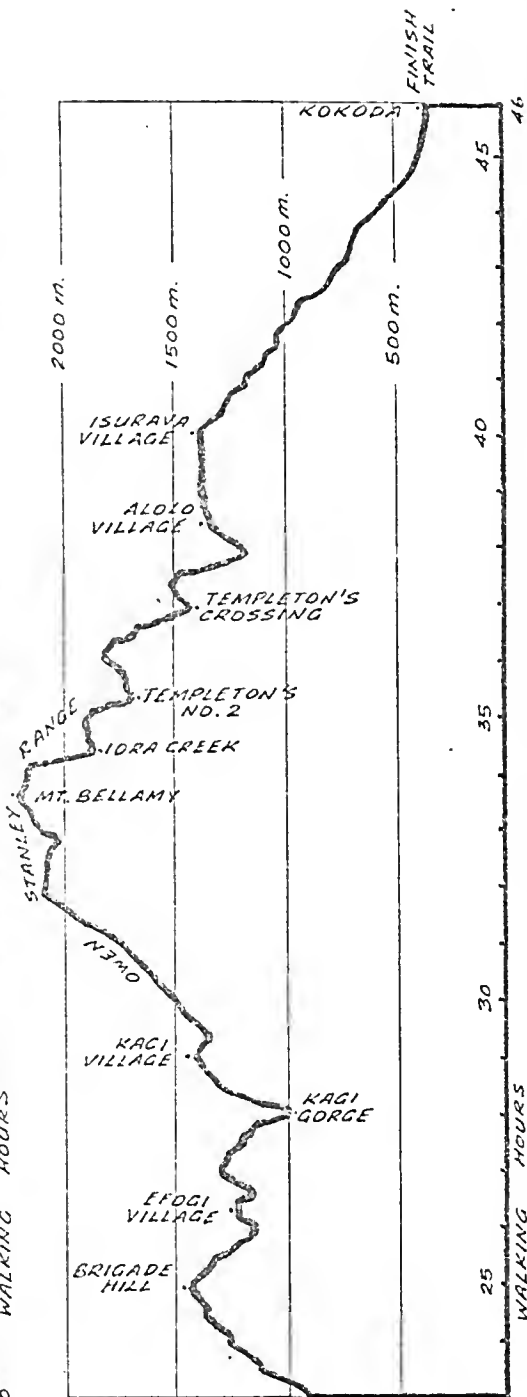 WALKING HOURS
FINISH
TRAIL
KOKODA
46
45
2000 m.
1500 m.
1000 m.
500 m.
ISURAVA
VILLAGE
40
ALOLO
VILLAGE
TEMPLETON'S
CROSSING
TEMPLETON'S
NO. 2
35
IORA CREEK
MT. BELLAMY
OWEN
STANLEY
RANGE
30
KAGI
VILLAGE
KAGI
GORGE
EFOGI
VILLAGE
BRIGADE
HILL
25
WALKING HOURS